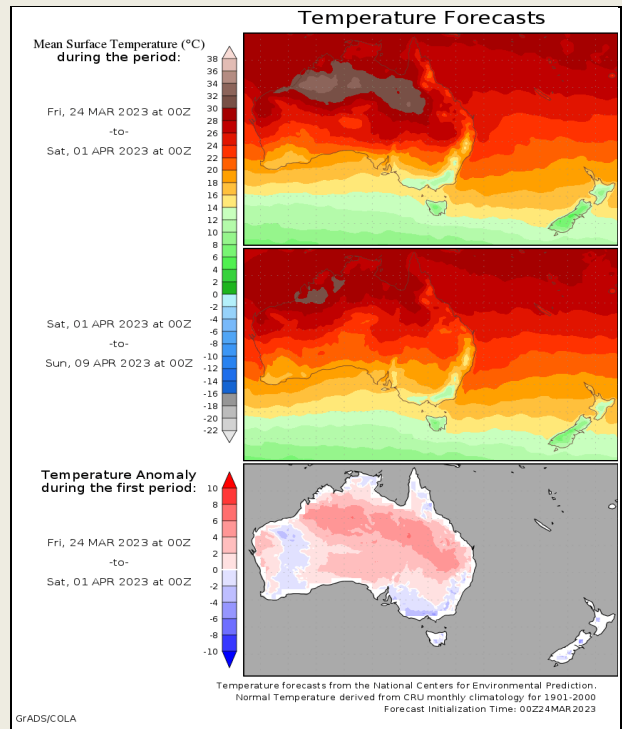 Temperature Forecasts
Mean Surface Temperature (°C)
during the period:
38
36
34
32
30
28
26
24
22
20
18
16
14
12
10
8
6
4
2
0
-2
-4
-6
-8
-10
-12
-16
-18
-20
-22
Fri, 24 MAR 2023 at 00Z
-to-
Sat, 01 APR 2023 at 00Z
Sat, 01 APR 2023 at 00Z
-to-
Sun, 09 APR 2023 at 00Z
Temperature Anomaly
during the first period:
10
8
6
4
2
0
-2
-4
-6
-8
-10
Fri, 24 MAR 2023 at 00Z
-to-
Sat, 01 APR 2023 at 00Z
Temperature forecasts from the National Centers for Environmental Prediction.
Normal Temperature derived from CRU monthly climatology for 1901-2000
Forecast Initialization Time: 00Z24MAR2023
GrADS/COLA